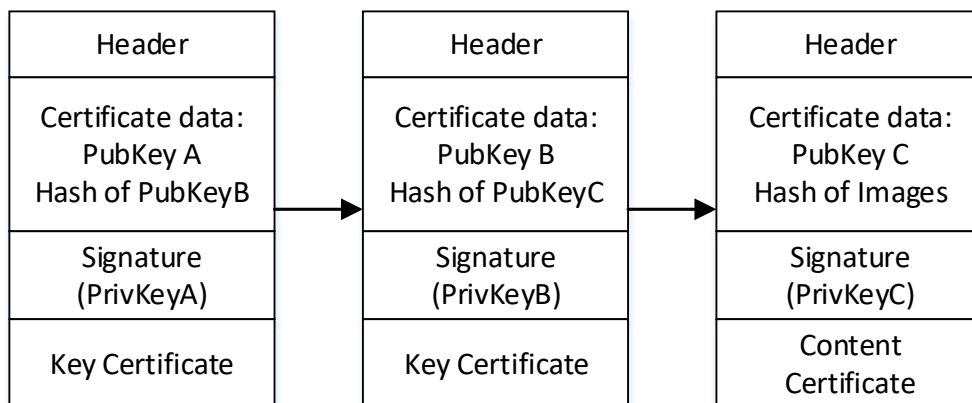 Header
Certificate data:
PubKey A
Hash of PubKeyB
Signature
(PrivKeyA)
Key Certificate
Header
Certificate data:
PubKey B
Hash of PubKeyC
Signature
(PrivKeyB)
Key Certificate
Header
Certificate data:
PubKey C
Hash of Images
Signature
(PrivKeyC)
Content
Certificate